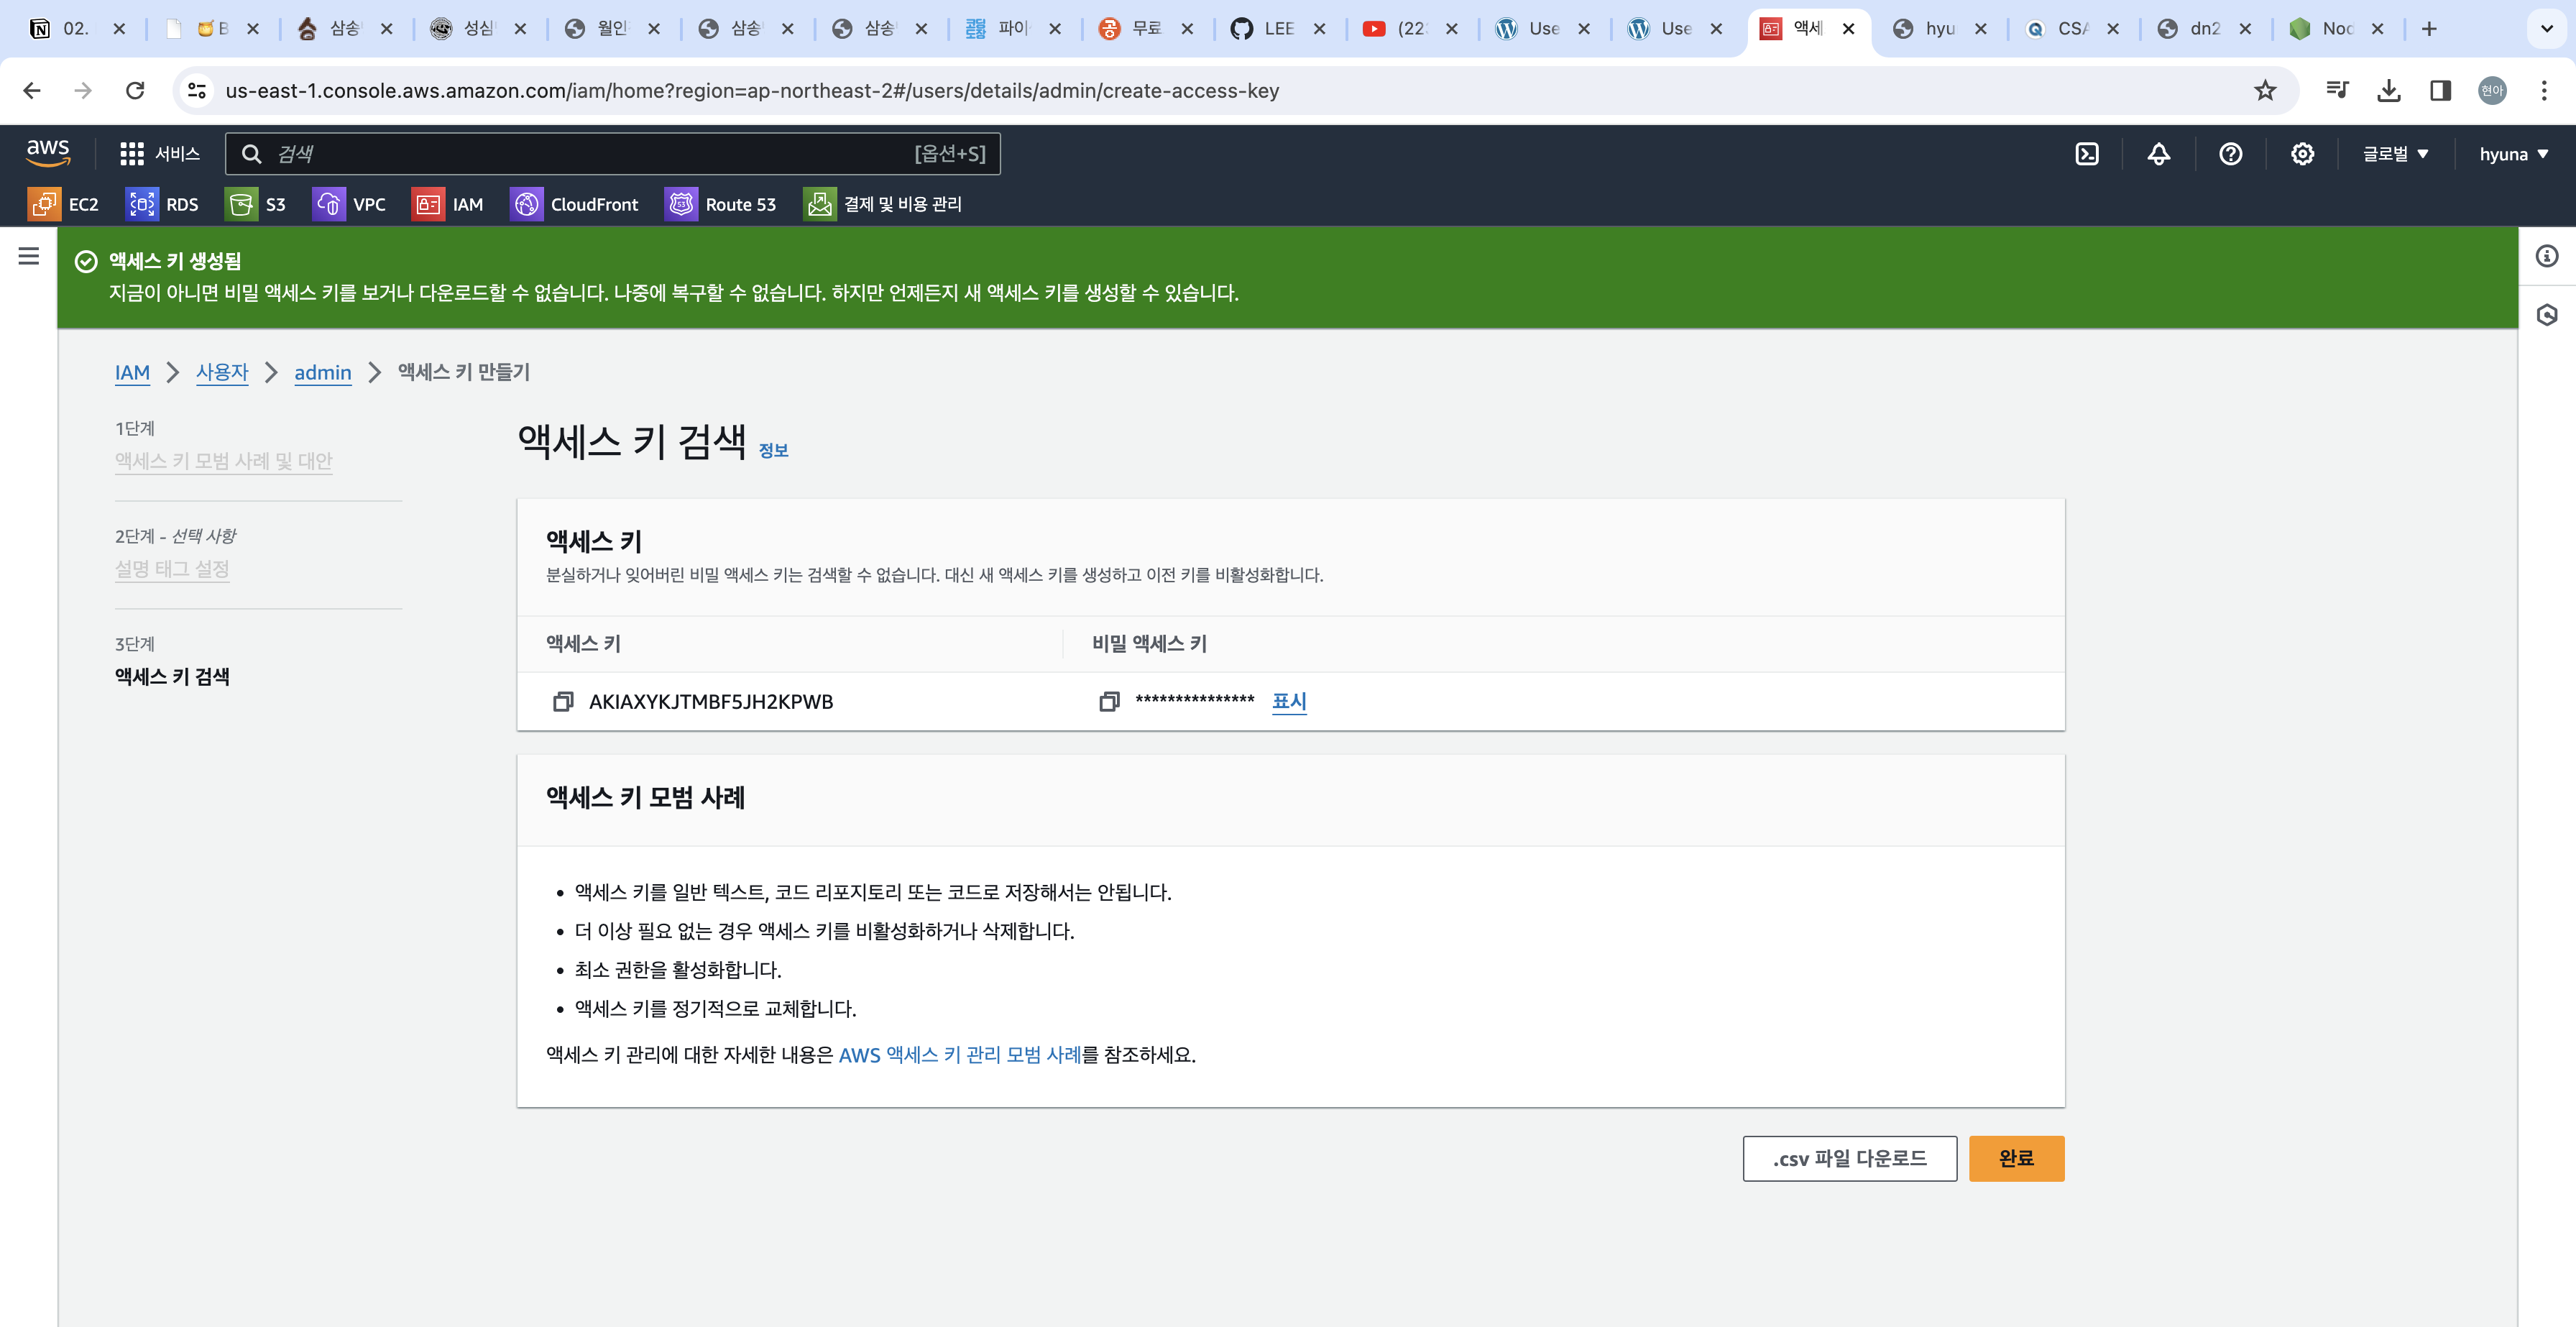 02.
B
삼송
성심
월인
삼송
삼송
파이
무료
LEE
(22
Use
Use
액세
hyu
CSA
dn2
Noc
us-east-1.console.aws.amazon.com/iam/home?region=ap-northeast-2#/users/details/admin/create-access-key
현아
aws
서비스
검색
[옵션+S]
글로벌
hyuna
EC2
RDS
S3
VPC
IAM
CloudFront
Route 53
결제 및 비용 관리
액세스 키 생성됨
지금이 아니면 비밀 액세스 키를 보거나 다운로드할 수 없습니다. 나중에 복구할 수 없습니다. 하지만 언제든지 새 액세스 키를 생성할 수 있습니다.
IAM > 사용자 > admin > 액세스 키 만들기
1단계
액세스 키 모범 사례 및 대안
2단계 - 선택 사항
설명 태그 설정
3단계
액세스 키 검색
액세스 키 검색 정보
액세스 키
분실하거나 잊어버린 비밀 액세스 키는 검색할 수 없습니다. 대신 새 액세스 키를 생성하고 이전 키를 비활성화합니다.
액세스 키
비밀 액세스 키
AKIAXYKJTMBF5JH2KPWB
*************** 표시
액세스 키 모범 사례
• 액세스 키를 일반 텍스트, 코드 리포지토리 또는 코드로 저장해서는 안됩니다.
• 더 이상 필요 없는 경우 액세스 키를 비활성화하거나 삭제합니다.
• 최소 권한을 활성화합니다.
• 액세스 키를 정기적으로 교체합니다.
액세스 키 관리에 대한 자세한 내용은 AWS 액세스 키 관리 모범 사례를 참조하세요.
.csv 파일 다운로드
완료